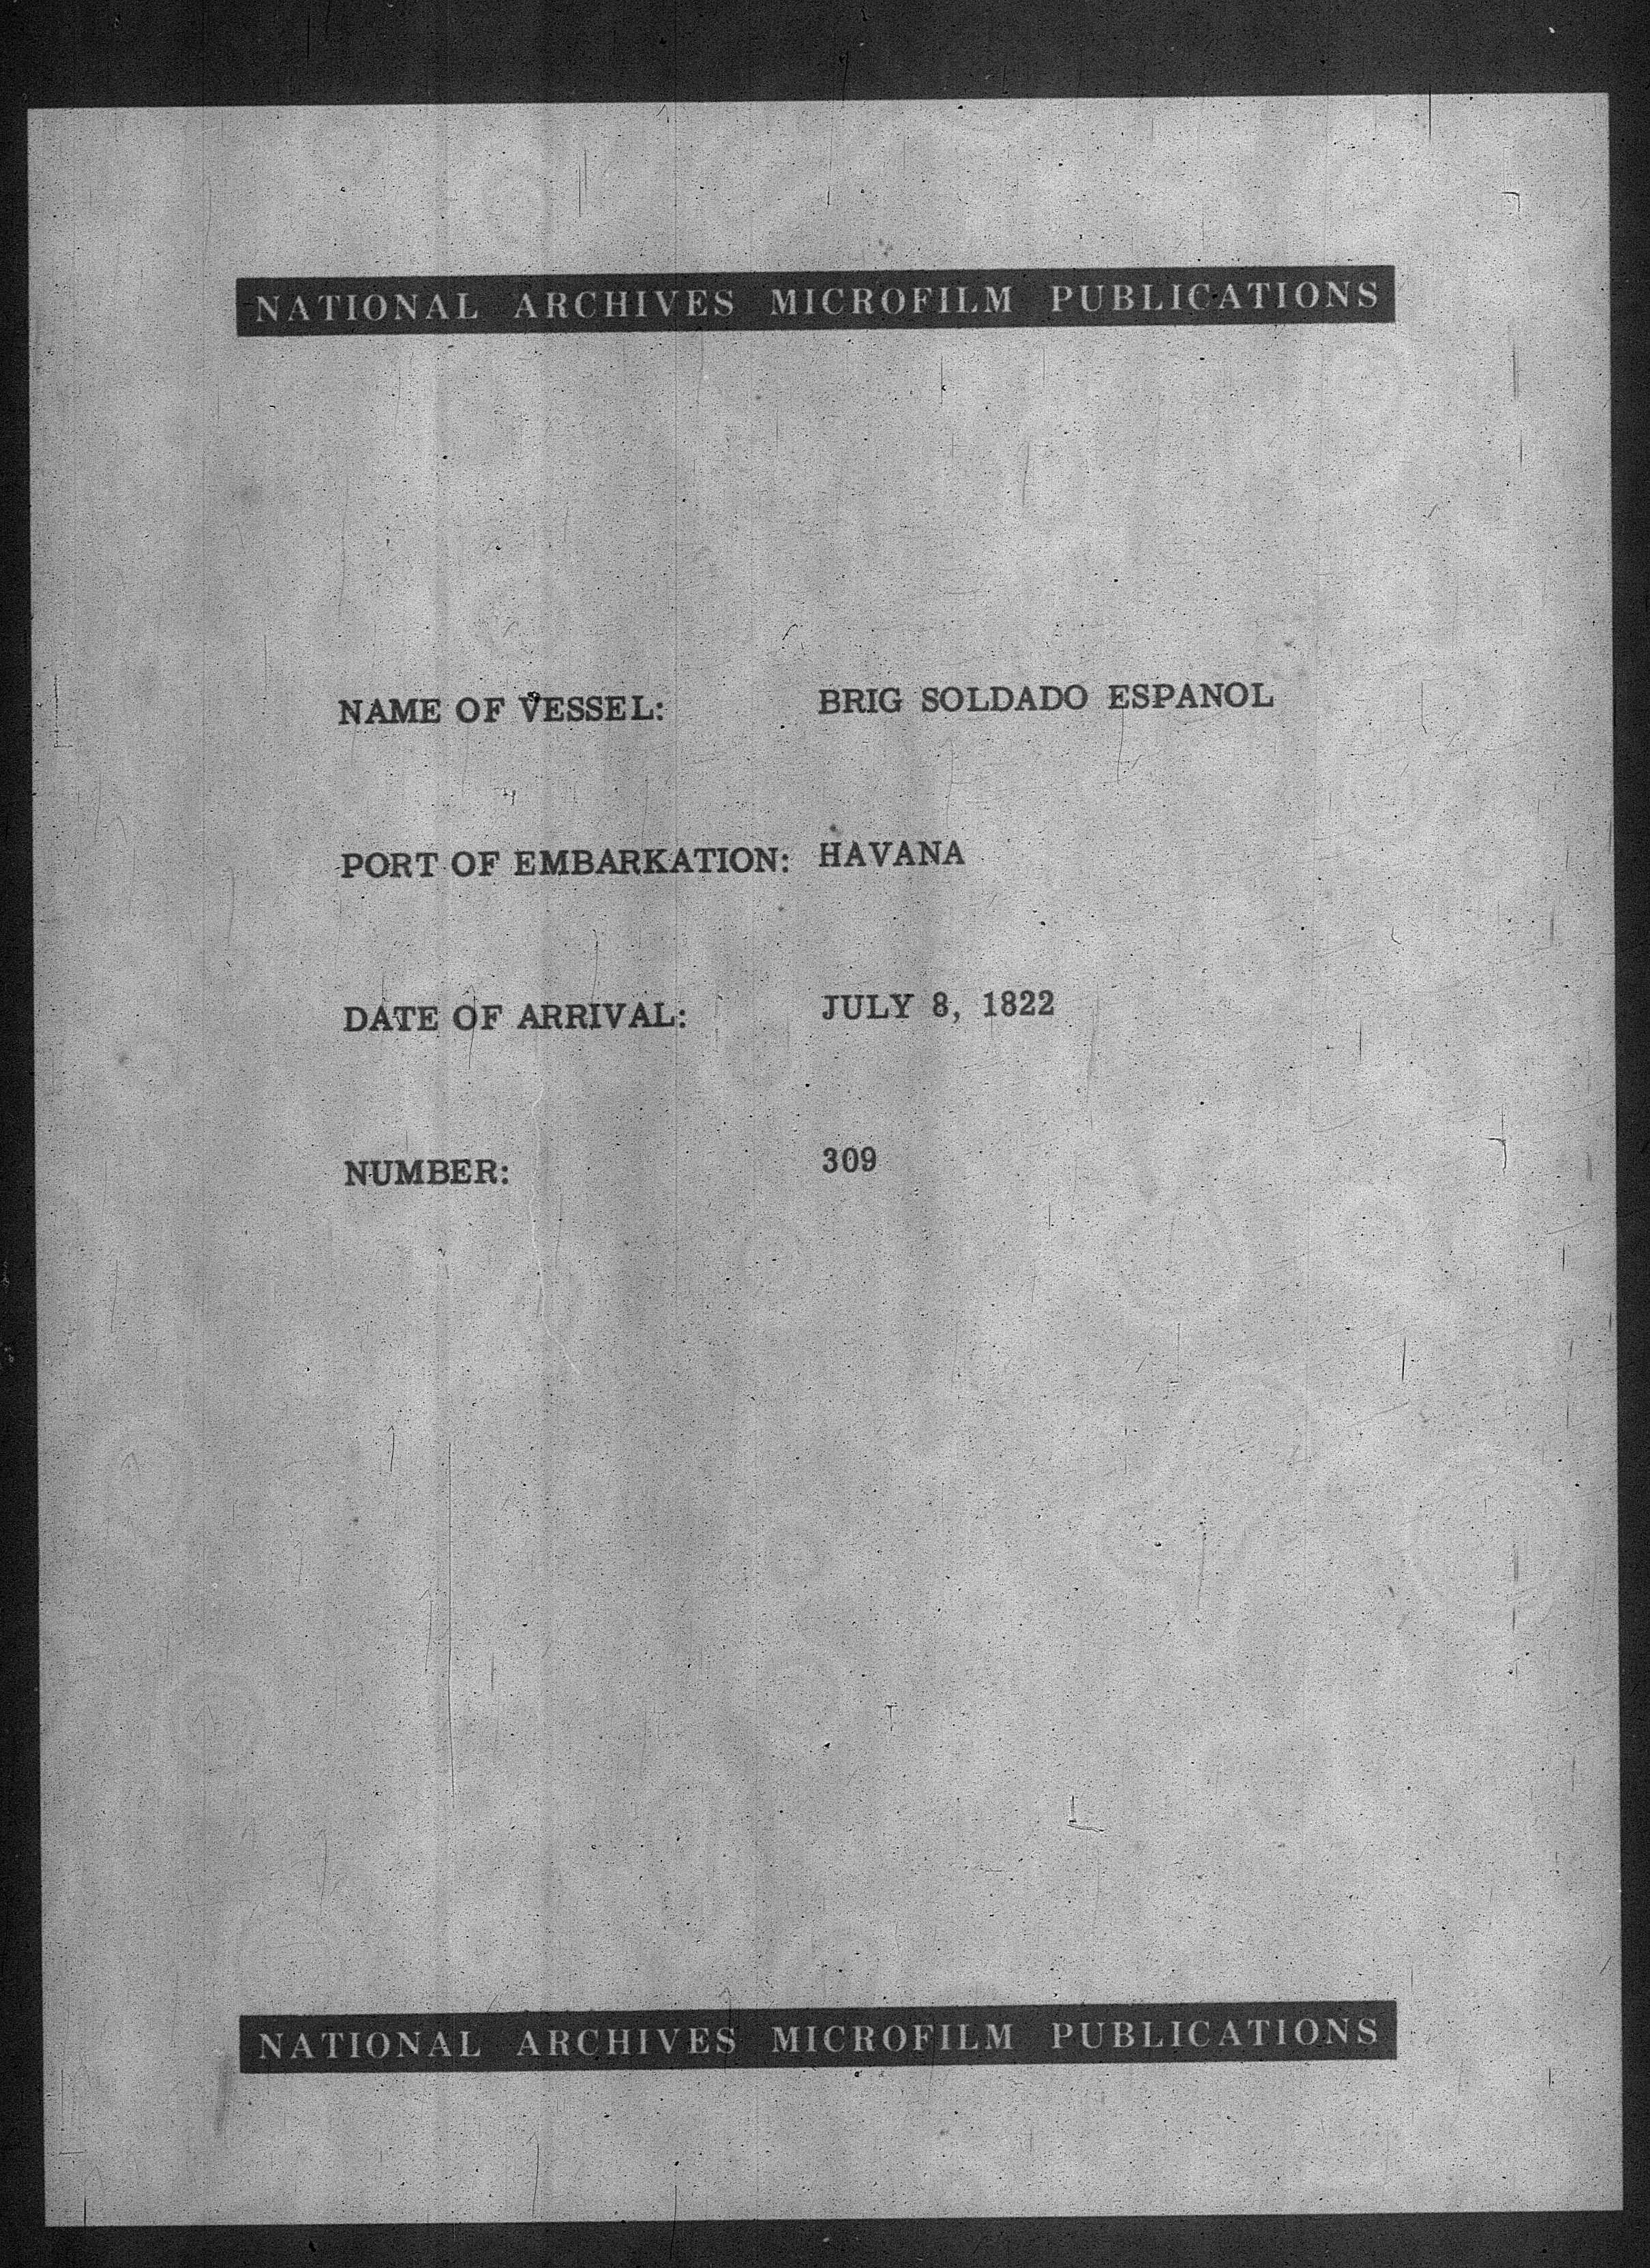 NATIONAL ARCHIVES MICROFILM PUBLICATIONS
NAME OF VESSEL: BRIG SOLDADO ESPANOL
PORT OF EMBARKATION: HAVANA
DATE OF ARRIVAL: JULY 8, 1822
NUMBER: 309
NATIONAL ARCHIVES MICROFILM PUBLICATIONS